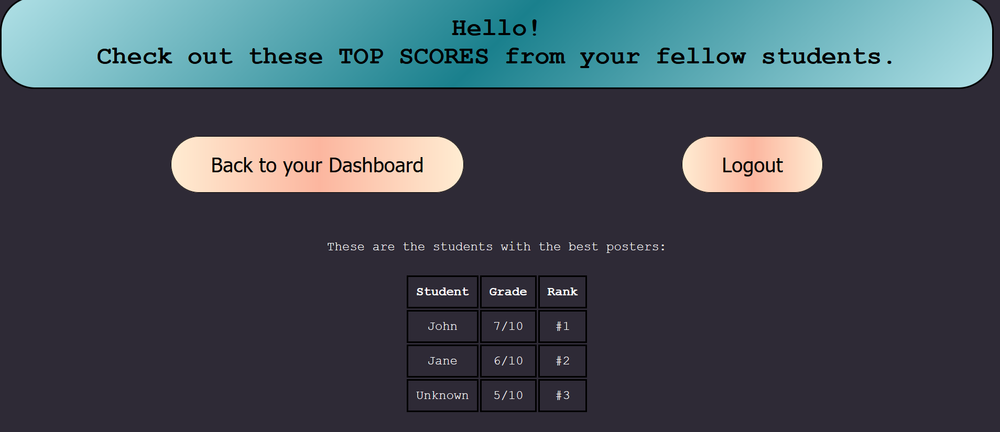 Hello!
Check out these TOP SCORES from your fellow students.
Back to your Dashboard
Logout
These are the students with the best posters:
Student Grade Rank
John 7/10 #1
Jane 6/10 #2
Unknown 5/10 #3